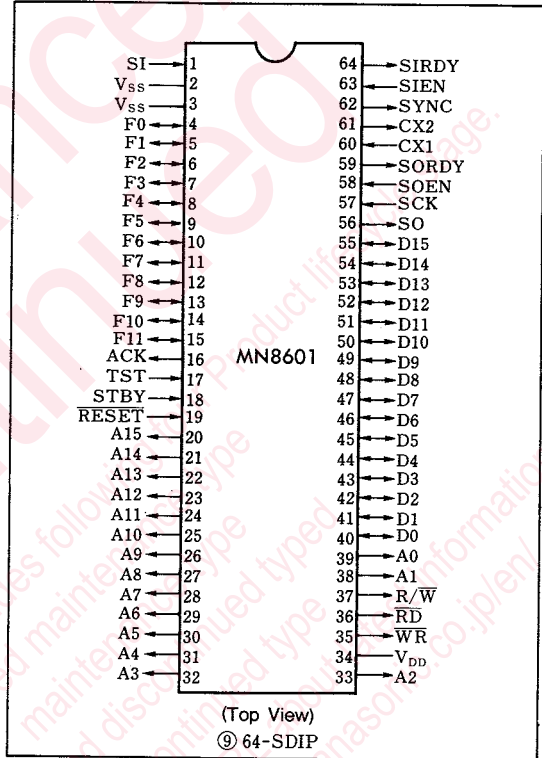 SI 1 64 SIRDY
VSS 2 63 SIEN
VSS 3 62 SYNC
F0 4 61 CX2
F1 5 60 CX1
F2 6 59 SORDY
F3 7 58 SOEN
F4 8 57 SCK
F5 9 56 SO
F6 10 55 D15
F7 11 54 D14
F8 12 53 D13
F9 13 52 D12
F10 14 51 D11
F11 15 50 D10
ACK 16 MN8601 49 D9
TST 17 48 D8
STBY 18 47 D7
R̅E̅S̅E̅T̅ 19 46 D6
A15 20 45 D5
A14 21 44 D4
A13 22 43 D3
A12 23 42 D2
A11 24 41 D1
A10 25 40 D0
A9 26 39 A0
A8 27 38 A1
A7 28 37 R/W̅
A6 29 36 R̅D̅
A5 30 35 W̅R̅
A4 31 34 VDD
A3 32 33 A2
(Top View)
⑨ 64-SDIP